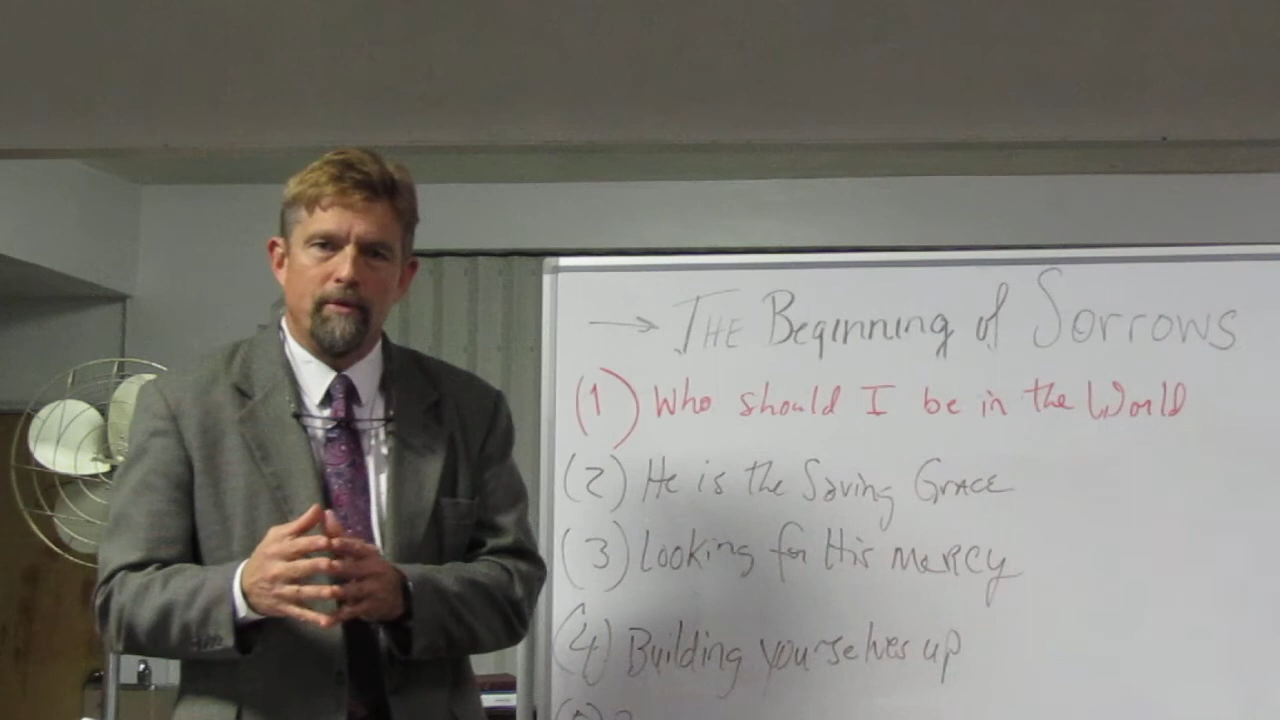 → THE Beginning of Sorrows
(1) Who should I be in the World
(2) He is the Saving Grace
(3) Looking for His Mercy
(4) Building yourselves up